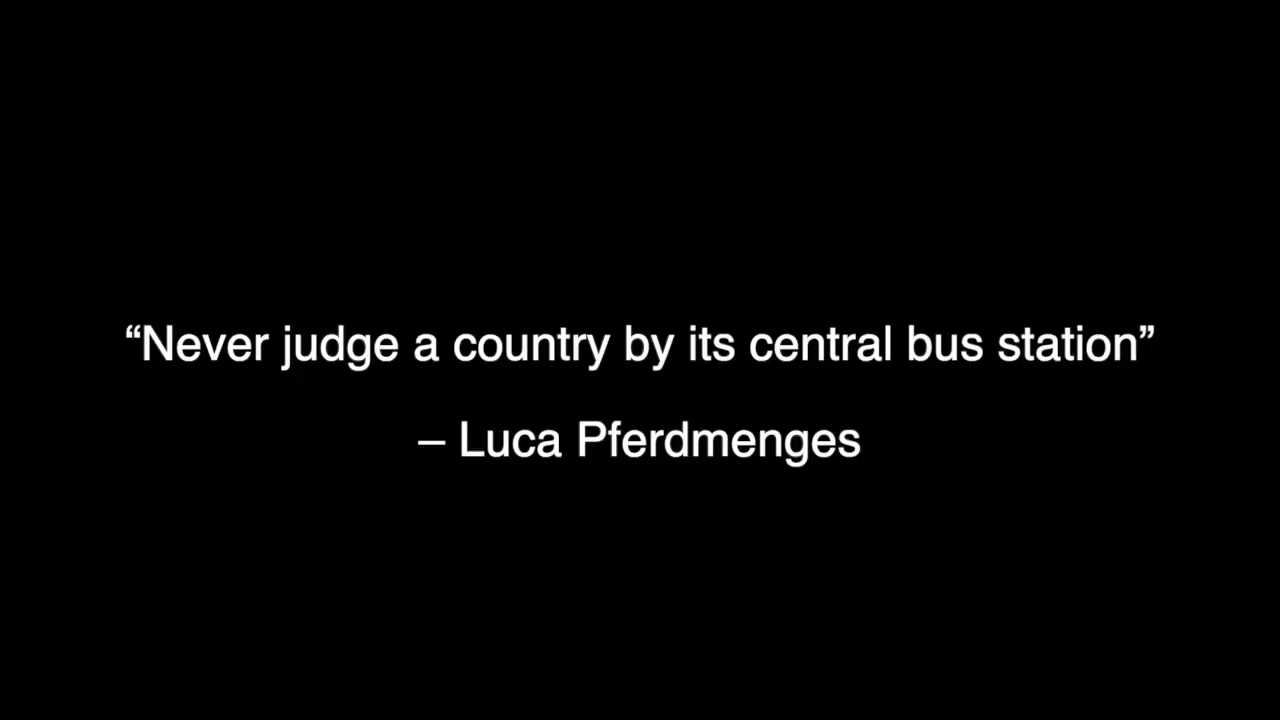 “Never judge a country by its central bus station”
– Luca Pferdmenges